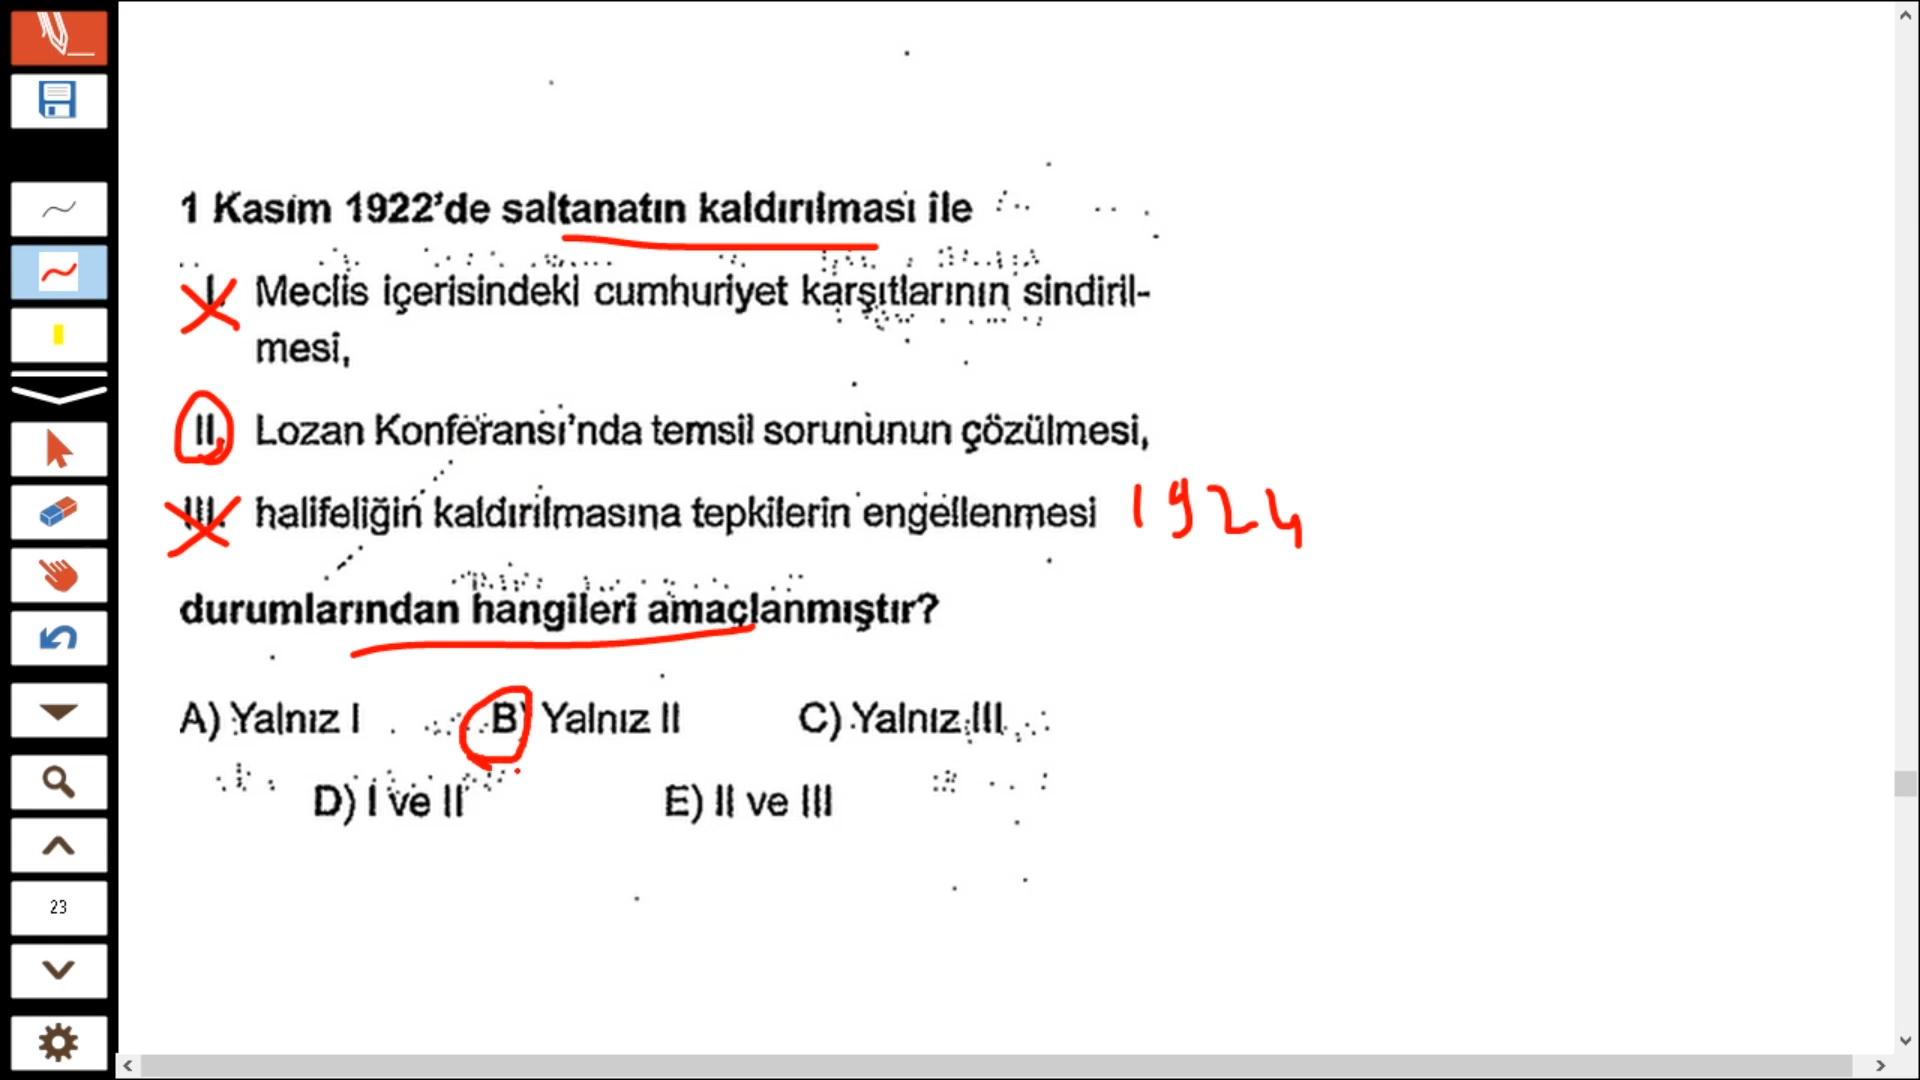 1 Kasım 1922'de saltanatın kaldırılması ile
I. Meclis içerisindeki cumhuriyet karşıtlarının sindiril-
mesi,
II. Lozan Konferansı'nda temsil sorununun çözülmesi,
III. halifeliğin kaldırılmasına tepkilerin engellenmesi 1924
durumlarından hangileri amaçlanmıştır?
A) Yalnız I B) Yalnız II C) Yalnız III
D) I ve II E) II ve III
23